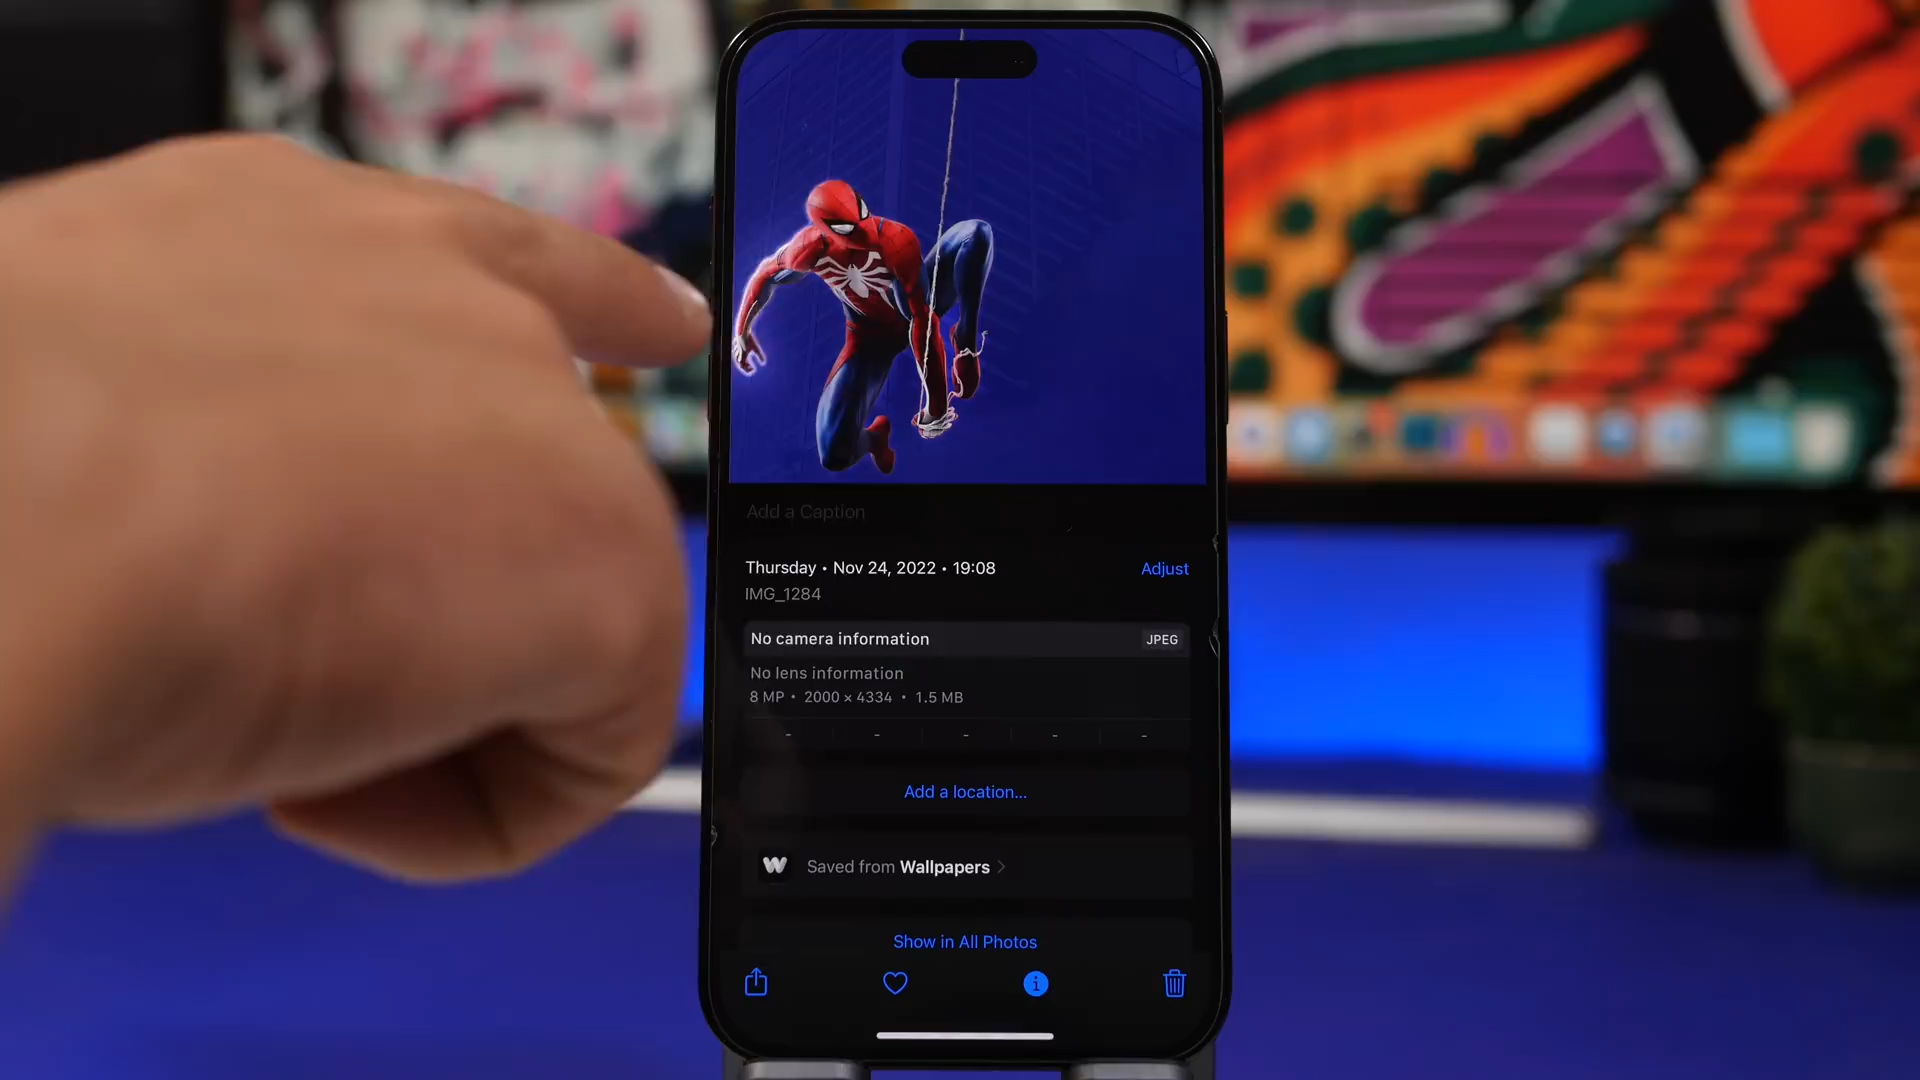 Add a Caption
Thursday • Nov 24, 2022 • 19:08
Adjust
IMG_1284
No camera information
JPEG
No lens information
8 MP • 2000 × 4334 • 1.5 MB
- - - - -
Add a location...
W Saved from Wallpapers >
Show in All Photos